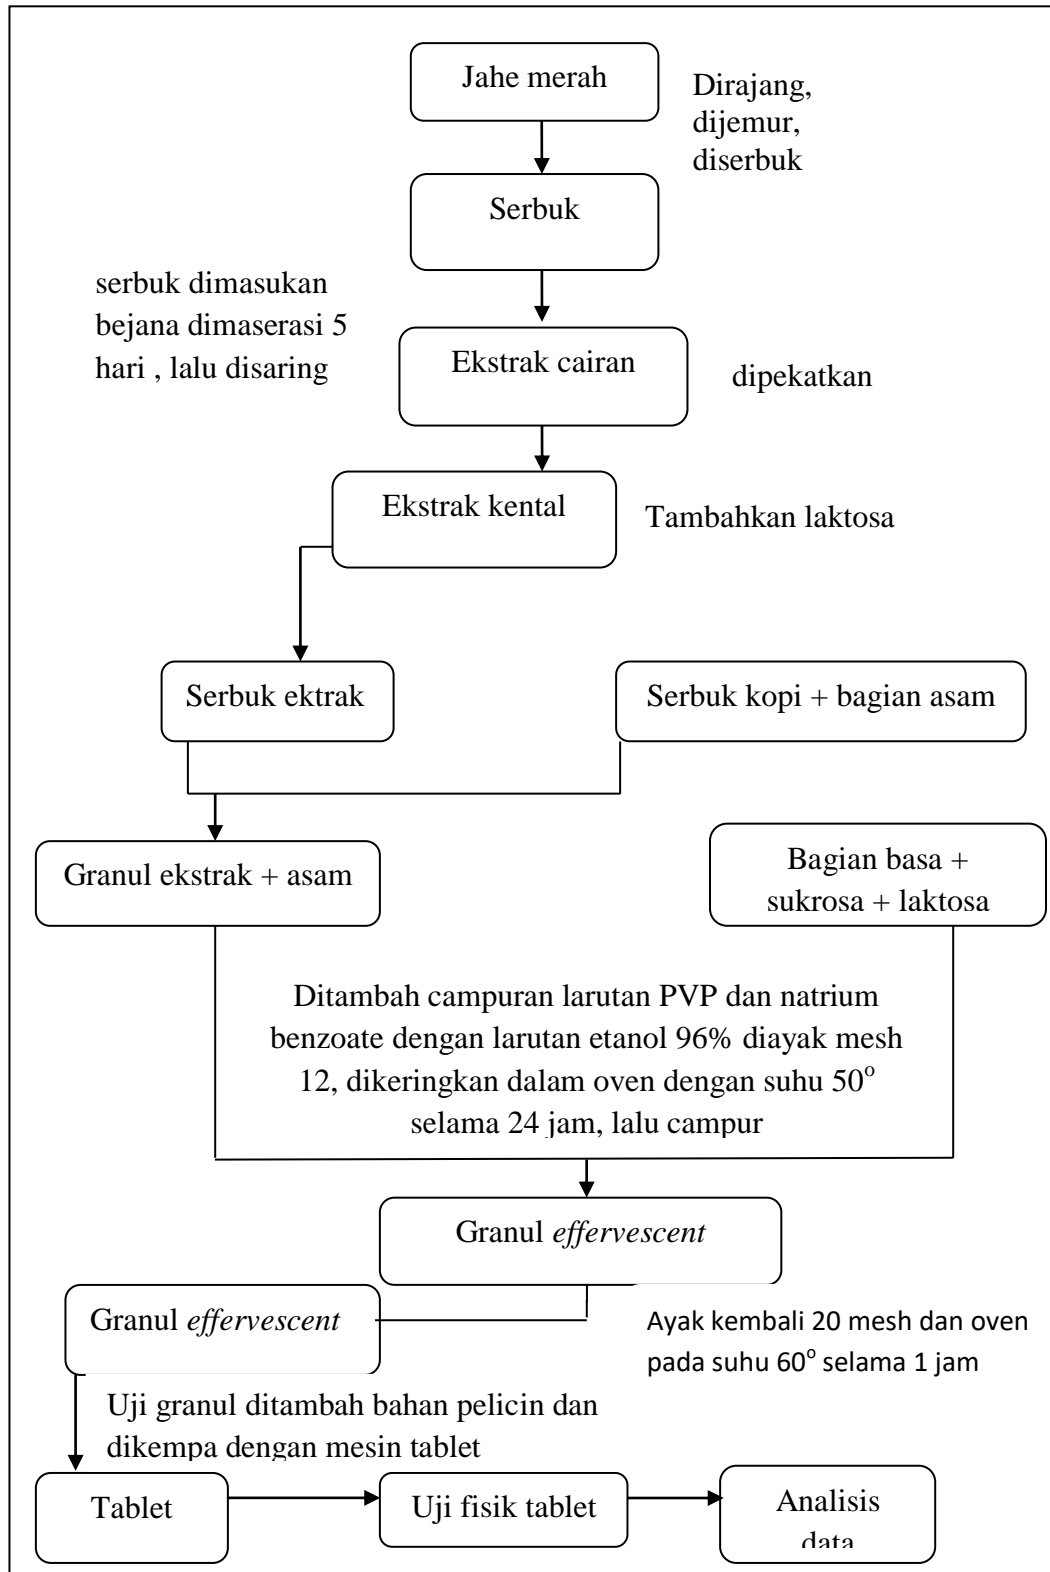 Jahe merah
Dirajang,
dijemur,
diserbuk
Serbuk
serbuk dimasukan
bejana dimaserasi 5
hari , lalu disaring
Ekstrak cairan
dipekatkan
Ekstrak kental
Tambahkan laktosa
Serbuk ektrak
Serbuk kopi + bagian asam
Granul ekstrak + asam
Bagian basa +
sukrosa + laktosa
Ditambah campuran larutan PVP dan natrium
benzoate dengan larutan etanol 96% diayak mesh
12, dikeringkan dalam oven dengan suhu 50°
selama 24 jam, lalu campur
Granul effervescent
Granul effervescent
Ayak kembali 20 mesh dan oven
pada suhu 60° selama 1 jam
Uji granul ditambah bahan pelicin dan
dikempa dengan mesin tablet
Tablet
Uji fisik tablet
Analisis
data